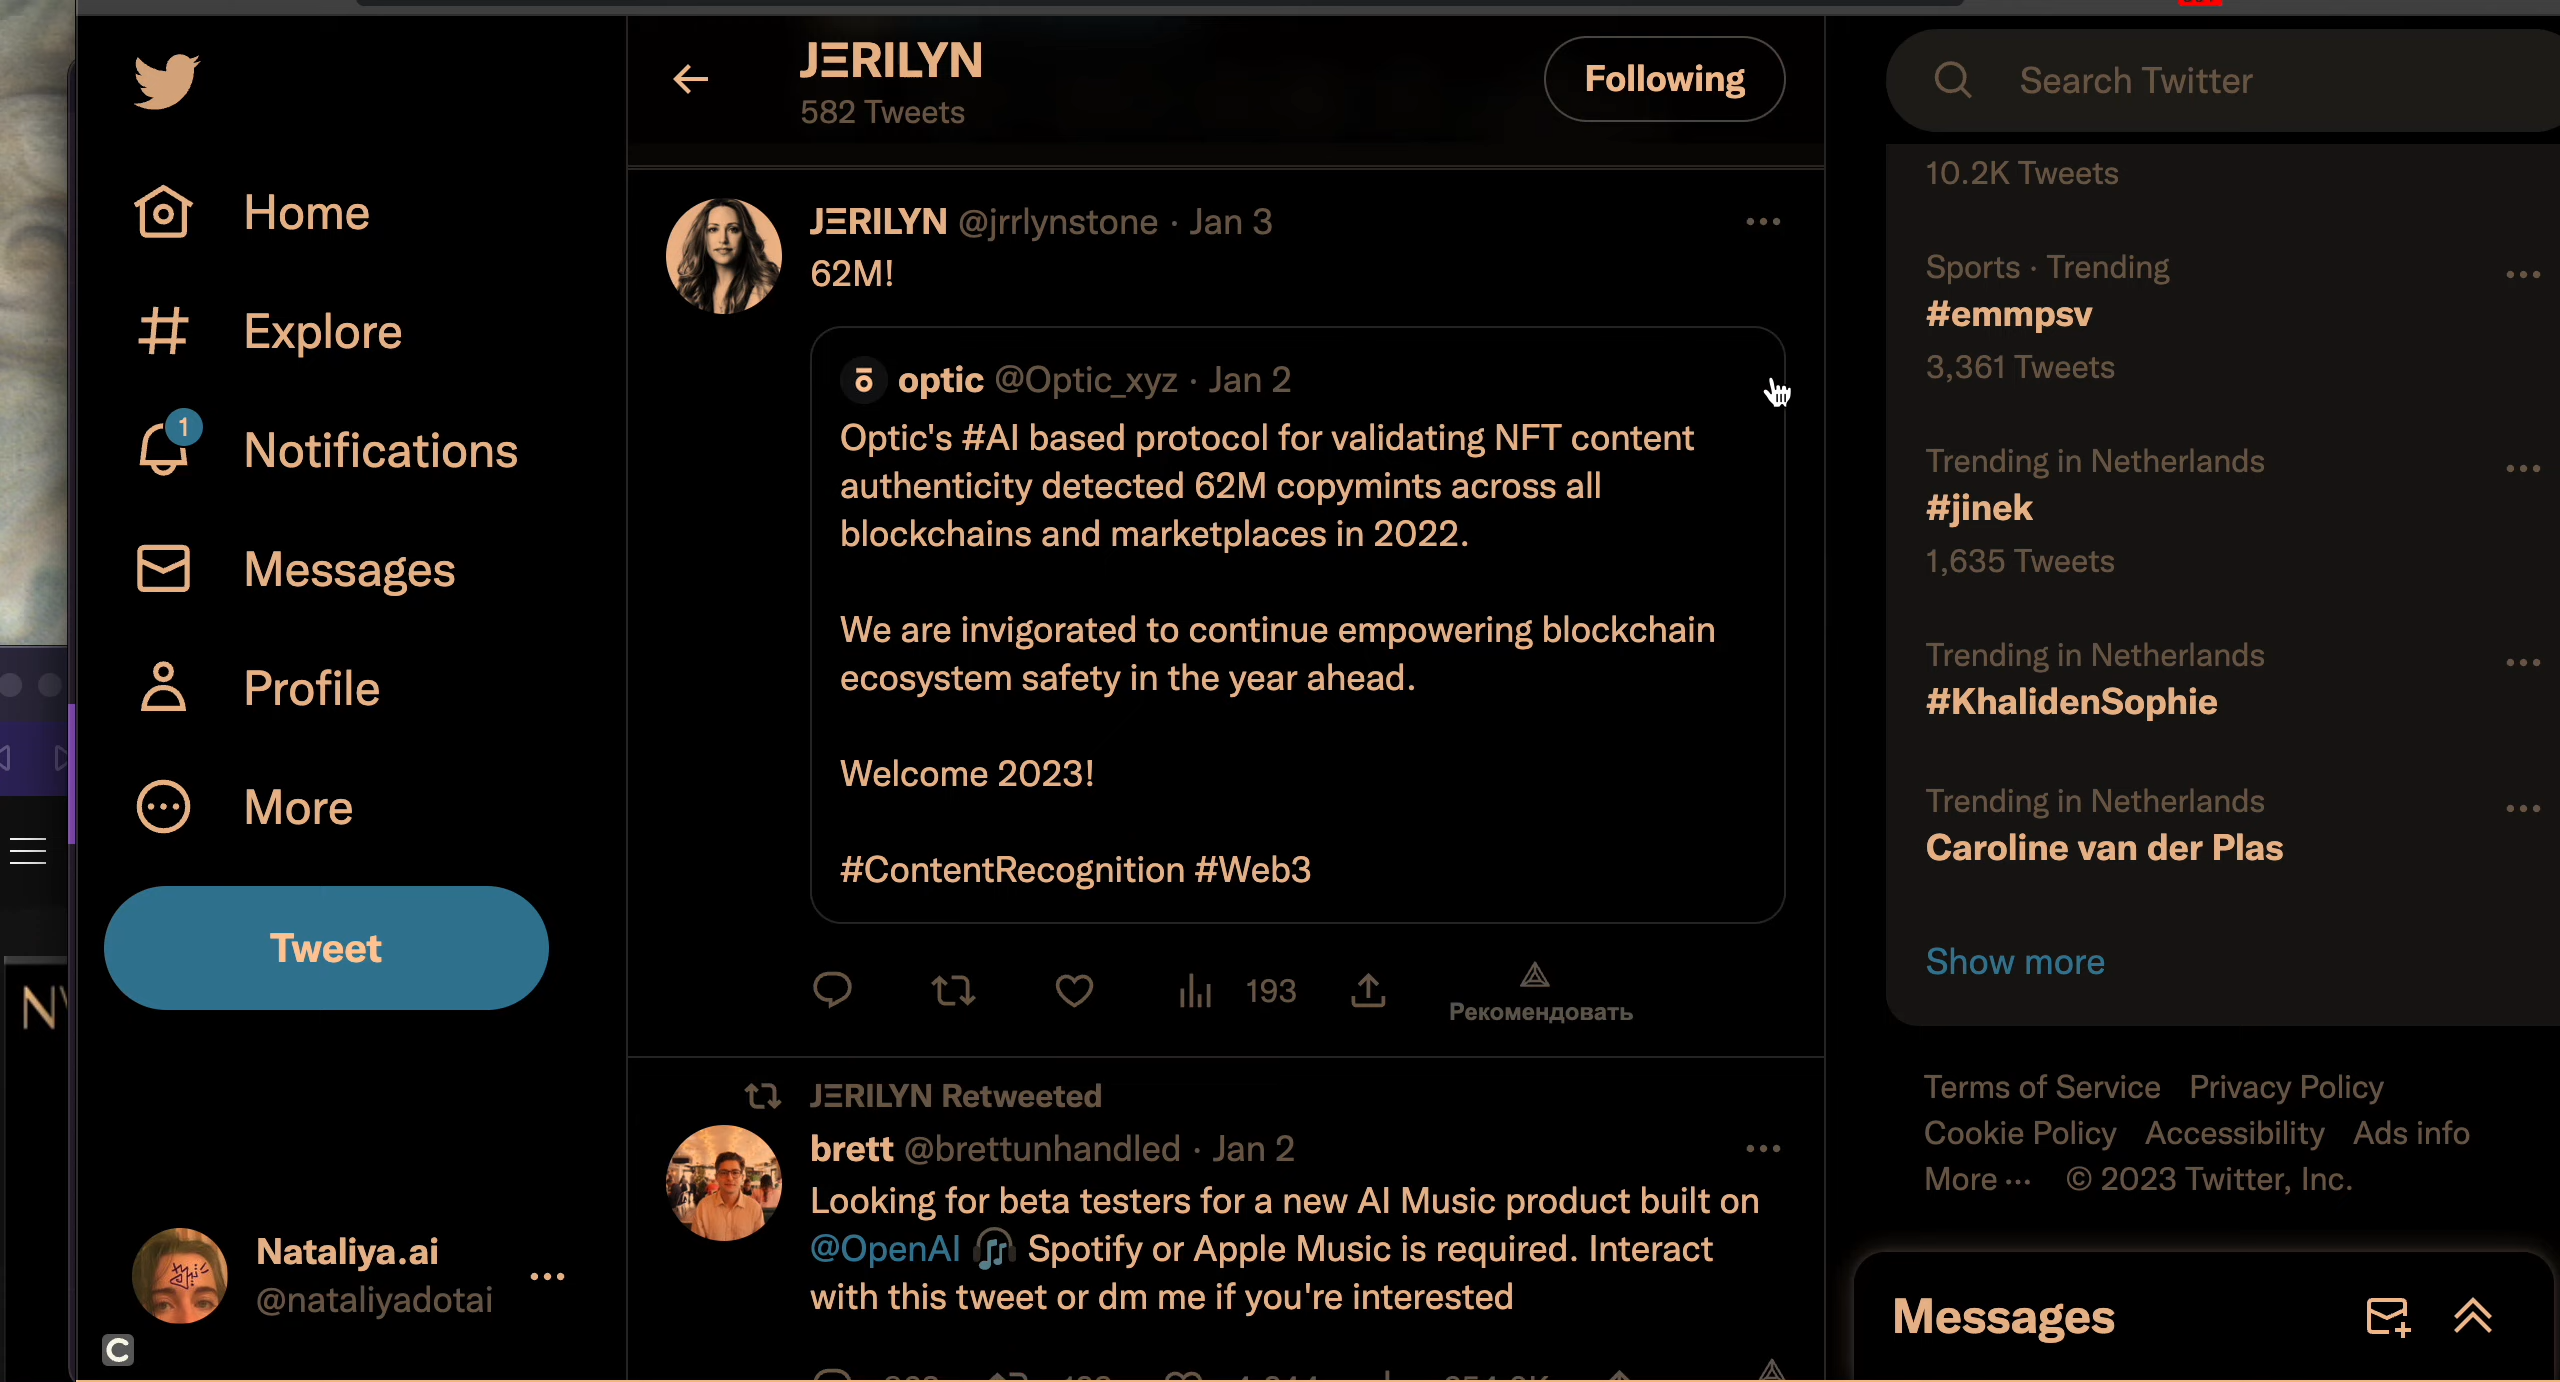 Home
Explore
1
Notifications
Messages
Profile
More
Tweet
Nataliya.ai
@nataliyadotai
C
JΞRILYN
582 Tweets
Following
JΞRILYN @jrrlynstone · Jan 3
62M!
ō optic @Optic_xyz · Jan 2
Optic's #AI based protocol for validating NFT content
authenticity detected 62M copymints across all
blockchains and marketplaces in 2022.
We are invigorated to continue empowering blockchain
ecosystem safety in the year ahead.
Welcome 2023!
#ContentRecognition #Web3
193
Рекомендовать
JΞRILYN Retweeted
brett @brettunhandled · Jan 2
Looking for beta testers for a new AI Music product built on
@OpenAI 🎧 Spotify or Apple Music is required. Interact
with this tweet or dm me if you're interested
Search Twitter
10.2K Tweets
Sports · Trending
#emmpsv
3,361 Tweets
Trending in Netherlands
#jinek
1,635 Tweets
Trending in Netherlands
#KhalidenSophie
Trending in Netherlands
Caroline van der Plas
Show more
Terms of Service Privacy Policy
Cookie Policy Accessibility Ads info
More ··· © 2023 Twitter, Inc.
Messages